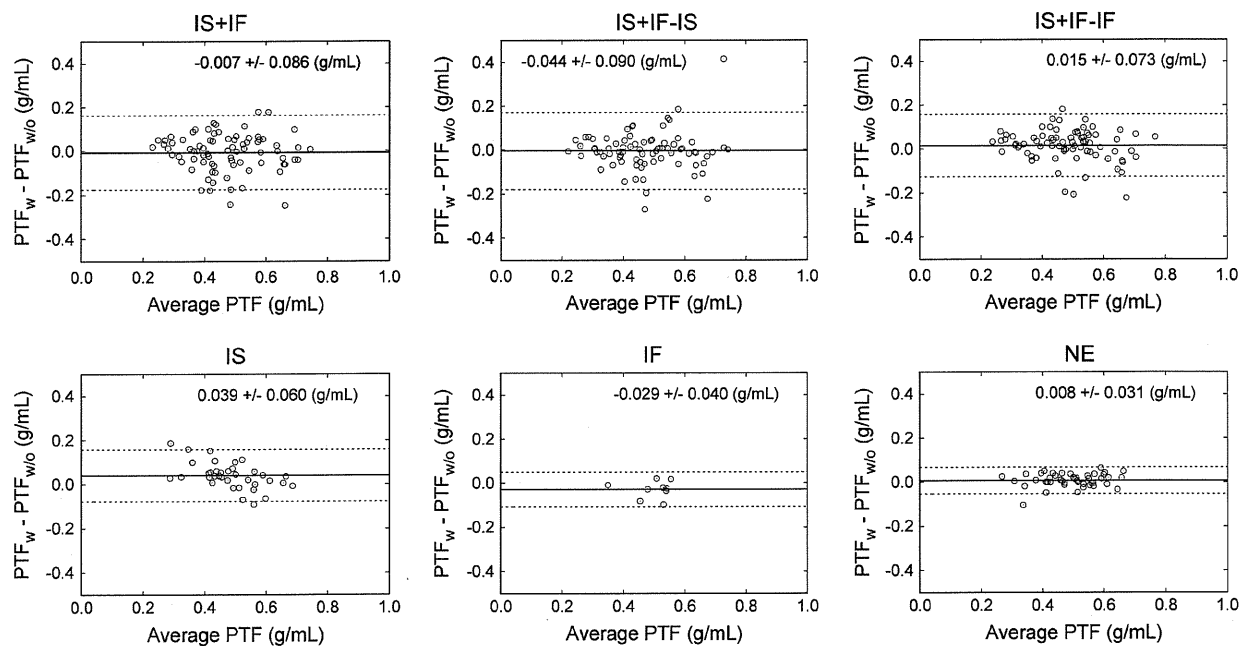 IS+IF
IS+IF-IS
IS+IF-IF
-0.007 +/- 0.086 (g/mL)
-0.044 +/- 0.090 (g/mL)
0.015 +/- 0.073 (g/mL)
PTFw - PTFw/o (g/mL)
0.4
0.2
0.0
-0.2
-0.4
0.0 0.2 0.4 0.6 0.8 1.0
Average PTF (g/mL)
PTFw - PTFw/o (g/mL)
0.4
0.2
0.0
-0.2
-0.4
0.0 0.2 0.4 0.6 0.8 1.0
Average PTF (g/mL)
PTFw - PTFw/o (g/mL)
0.4
0.2
0.0
-0.2
-0.4
0.0 0.2 0.4 0.6 0.8 1.0
Average PTF (g/mL)
IS
IF
NE
0.039 +/- 0.060 (g/mL)
-0.029 +/- 0.040 (g/mL)
0.008 +/- 0.031 (g/mL)
PTFw - PTFw/o (g/mL)
0.4
0.2
0.0
-0.2
-0.4
0.0 0.2 0.4 0.6 0.8 1.0
Average PTF (g/mL)
PTFw - PTFw/o (g/mL)
0.4
0.2
0.0
-0.2
-0.4
0.0 0.2 0.4 0.6 0.8 1.0
Average PTF (g/mL)
PTFw - PTFw/o (g/mL)
0.4
0.2
0.0
-0.2
-0.4
0.0 0.2 0.4 0.6 0.8 1.0
Average PTF (g/mL)